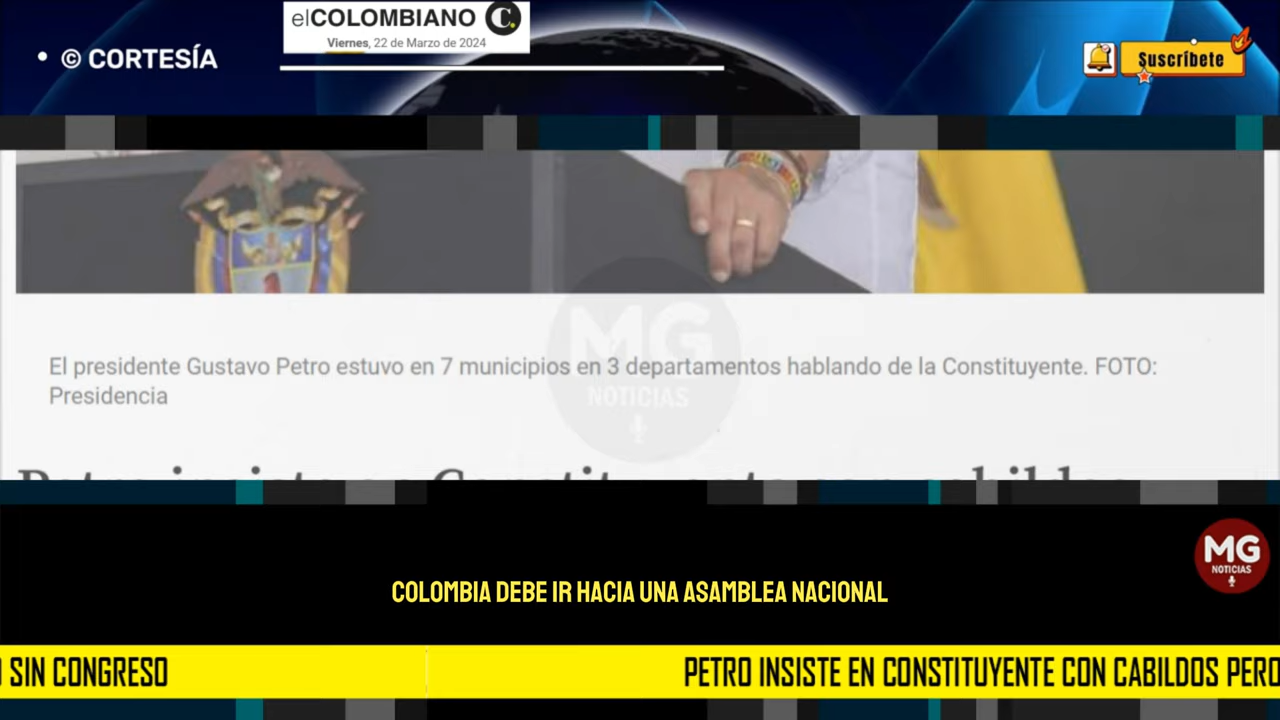 elCOLOMBIANO
Viernes, 22 de Marzo de 2024
• © CORTESÍA
Suscríbete
MG
NOTICIAS
El presidente Gustavo Petro estuvo en 7 municipios en 3 departamentos hablando de la Constituyente. FOTO:
Presidencia
MG
NOTICIAS
COLOMBIA DEBE IR HACIA UNA ASAMBLEA NACIONAL
SIN CONGRESO
PETRO INSISTE EN CONSTITUYENTE CON CABILDOS PERO